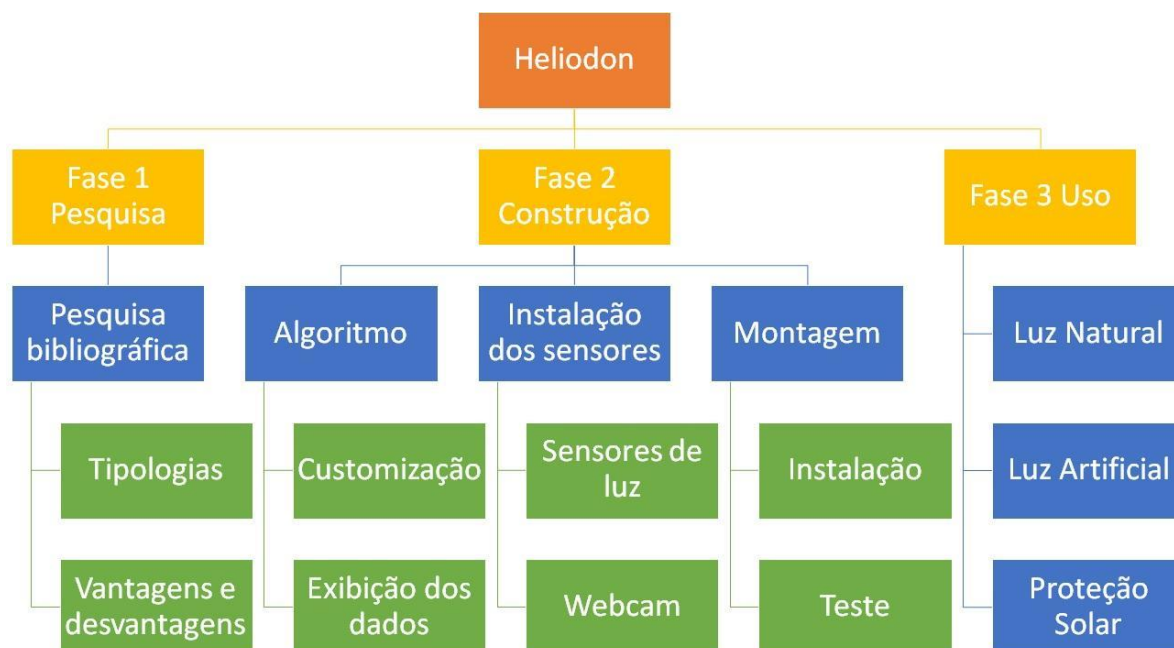 Heliodon
Fase 1
Pesquisa
Fase 2
Construção
Fase 3 Uso
Pesquisa
bibliográfica
Algoritmo
Instalação
dos sensores
Montagem
Luz Natural
Tipologias
Customização
Sensores de
luz
Instalação
Luz Artificial
Vantagens e
desvantagens
Exibição dos
dados
Webcam
Teste
Proteção
Solar